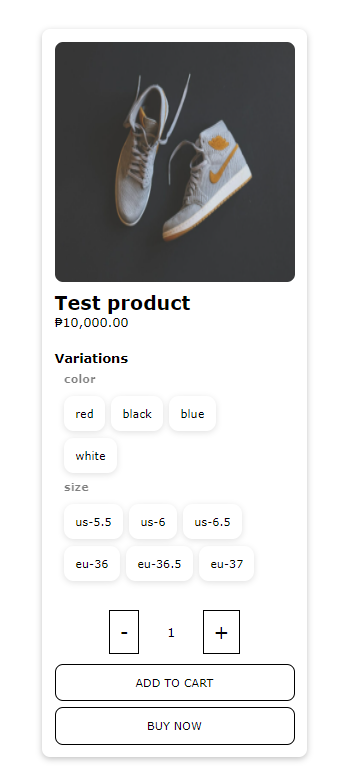 Test product
₱10,000.00
Variations
color
red black blue
white
size
us-5.5 us-6 us-6.5
eu-36 eu-36.5 eu-37
- 1 +
ADD TO CART
BUY NOW